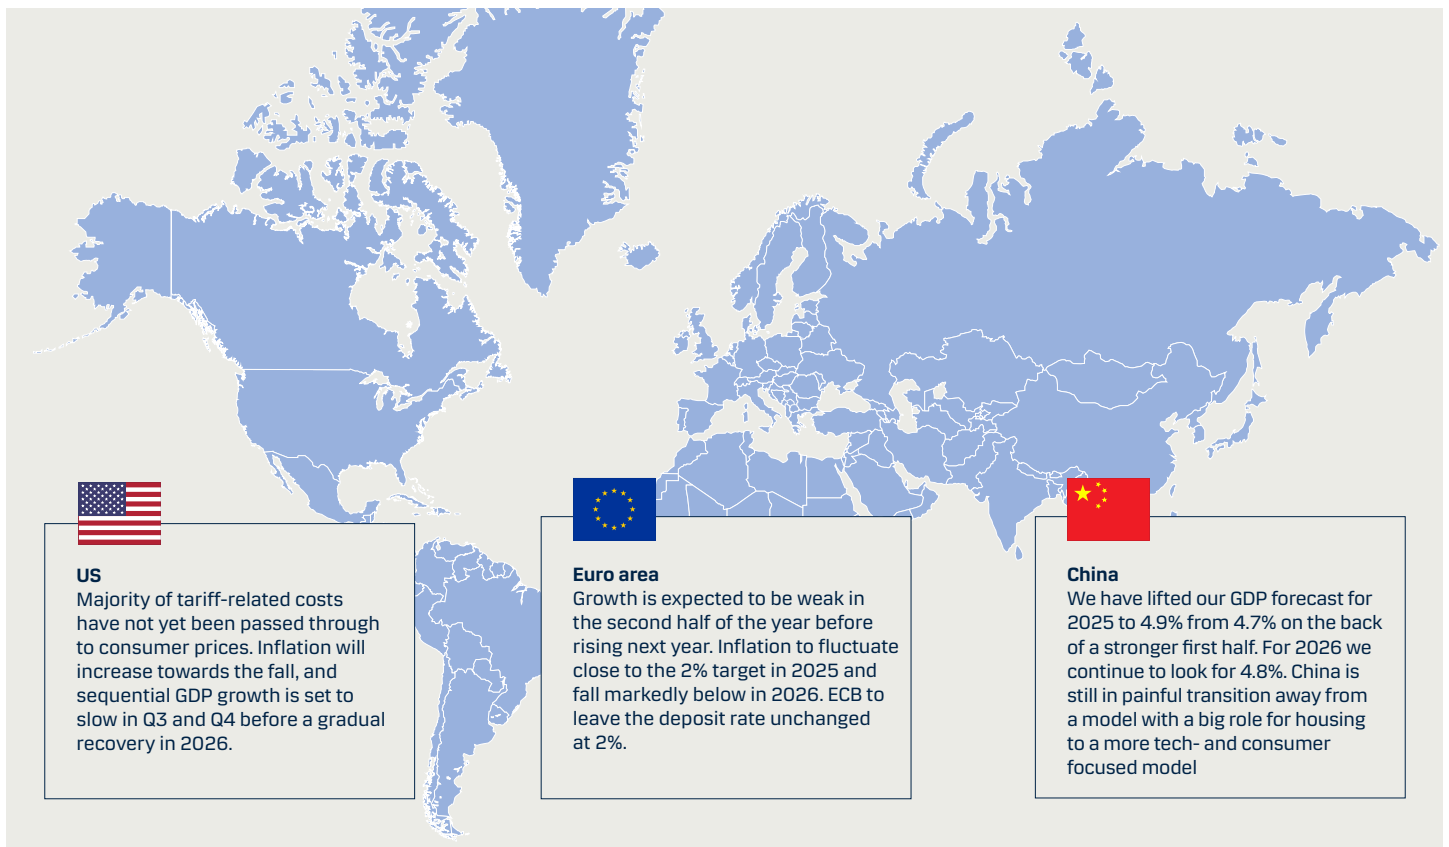 US
Majority of tariff-related costs
have not yet been passed through
to consumer prices. Inflation will
increase towards the fall, and
sequential GDP growth is set to
slow in Q3 and Q4 before a gradual
recovery in 2026.
Euro area
Growth is expected to be weak in
the second half of the year before
rising next year. Inflation to fluctuate
close to the 2% target in 2025 and
fall markedly below in 2026. ECB to
leave the deposit rate unchanged
at 2%.
China
We have lifted our GDP forecast for
2025 to 4.9% from 4.7% on the back
of a stronger first half. For 2026 we
continue to look for 4.8%. China is
still in painful transition away from
a model with a big role for housing
to a more tech- and consumer
focused model